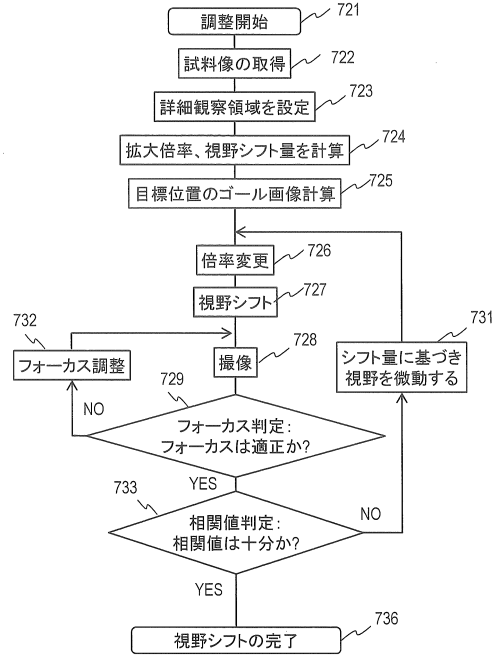 調整開始
721
試料像の取得
722
詳細観察領域を設定
723
拡大倍率、視野シフト量を計算
724
目標位置のゴール画像計算
725
倍率変更
726
視野シフト
727
撮像
728
732
フォーカス調整
731
シフト量に基づき
視野を微動する
729
フォーカス判定:
フォーカスは適正か?
NO
YES
733
相関値判定:
相関値は十分か?
NO
YES
視野シフトの完了
736